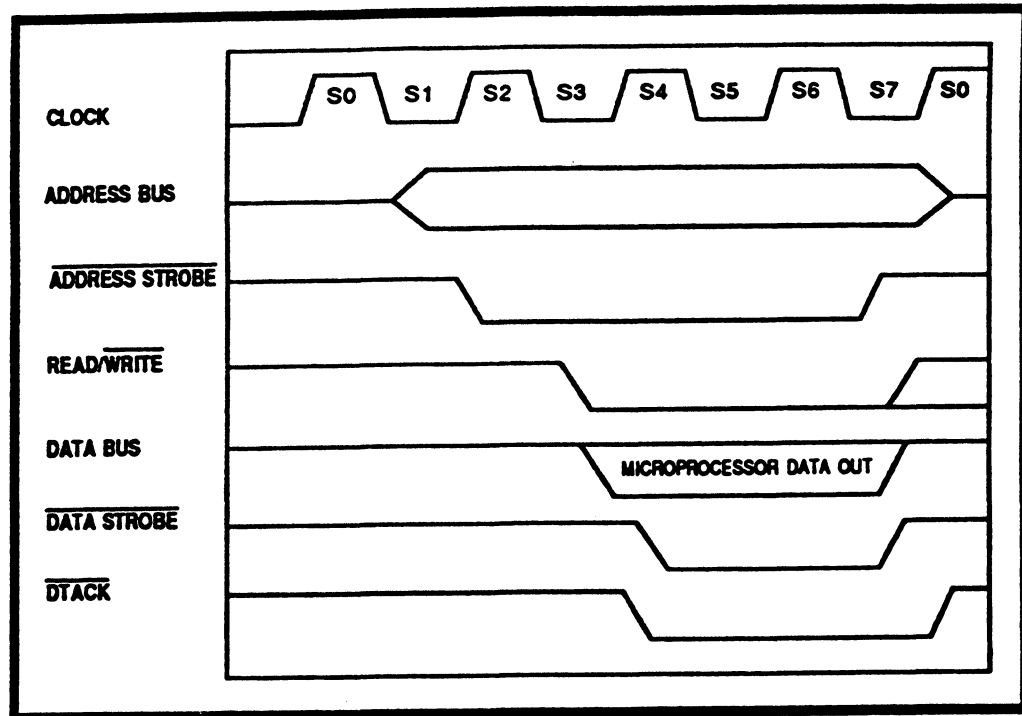 CLOCK
S0 S1 S2 S3 S4 S5 S6 S7 S0
ADDRESS BUS
ADDRESS STROBE
READ/WRITE
DATA BUS
MICROPROCESSOR DATA OUT
DATA STROBE
DTACK